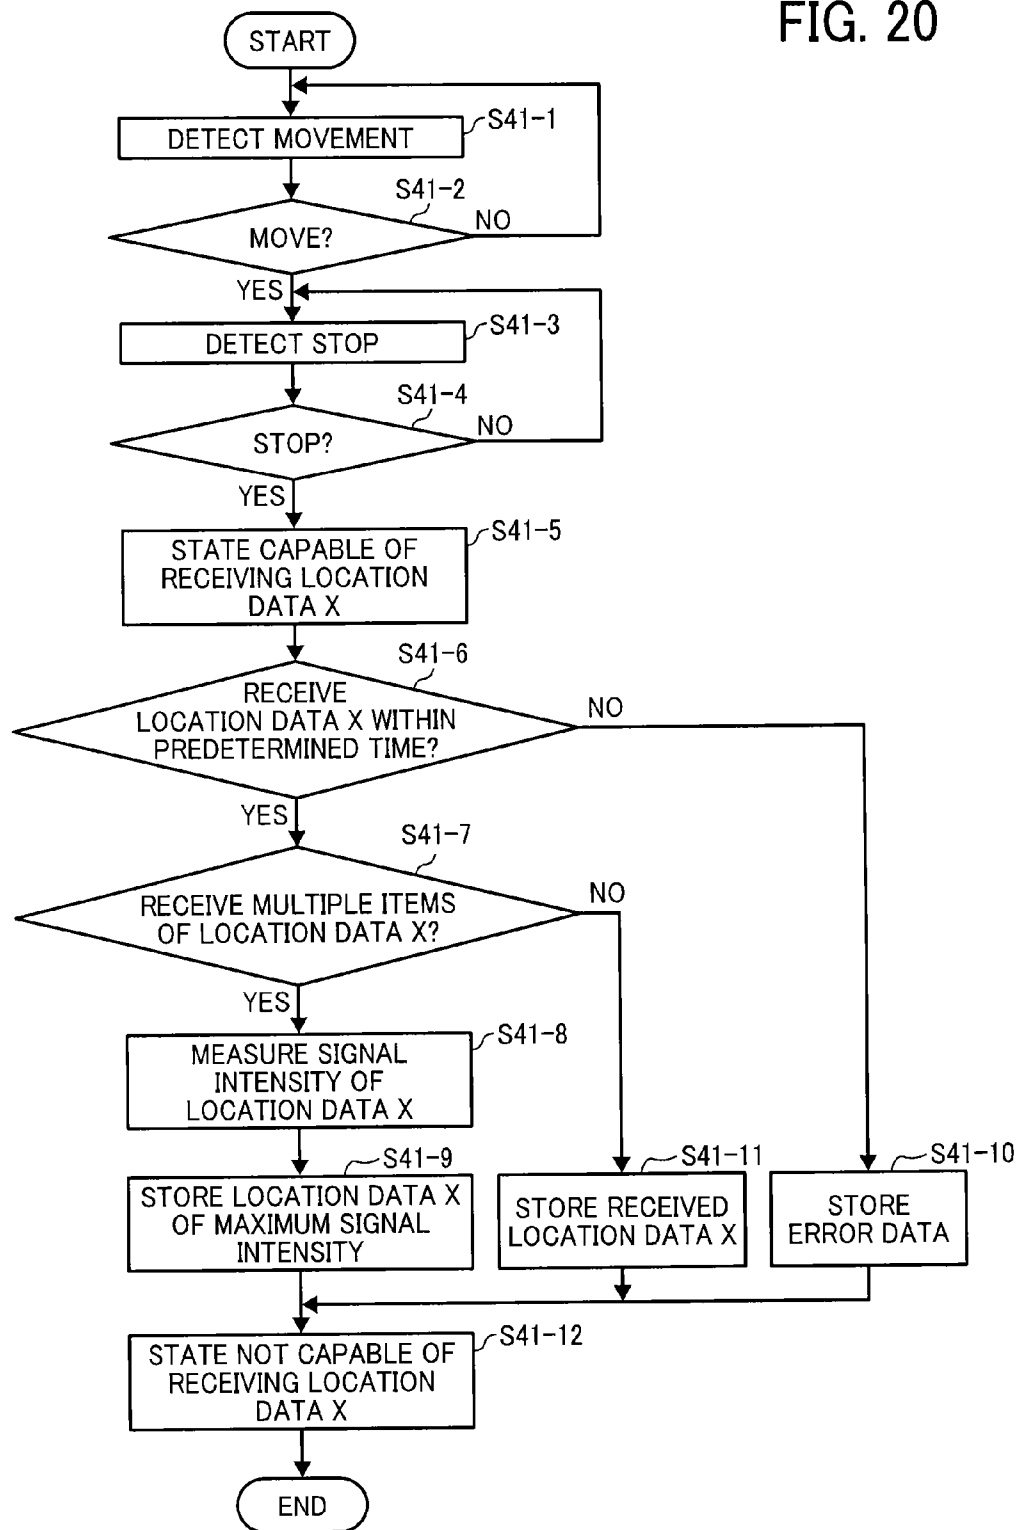 FIG. 20
START
DETECT MOVEMENT
S41-1
S41-2
MOVE?
NO
YES
DETECT STOP
S41-3
S41-4
STOP?
NO
YES
STATE CAPABLE OF
RECEIVING LOCATION
DATA X
S41-5
S41-6
RECEIVE
LOCATION DATA X WITHIN
PREDETERMINED TIME?
NO
YES
S41-7
RECEIVE MULTIPLE ITEMS
OF LOCATION DATA X?
NO
YES
MEASURE SIGNAL
INTENSITY OF
LOCATION DATA X
S41-8
S41-9
STORE LOCATION DATA X
OF MAXIMUM SIGNAL
INTENSITY
S41-11
STORE RECEIVED
LOCATION DATA X
S41-10
STORE
ERROR DATA
S41-12
STATE NOT CAPABLE OF
RECEIVING LOCATION
DATA X
END